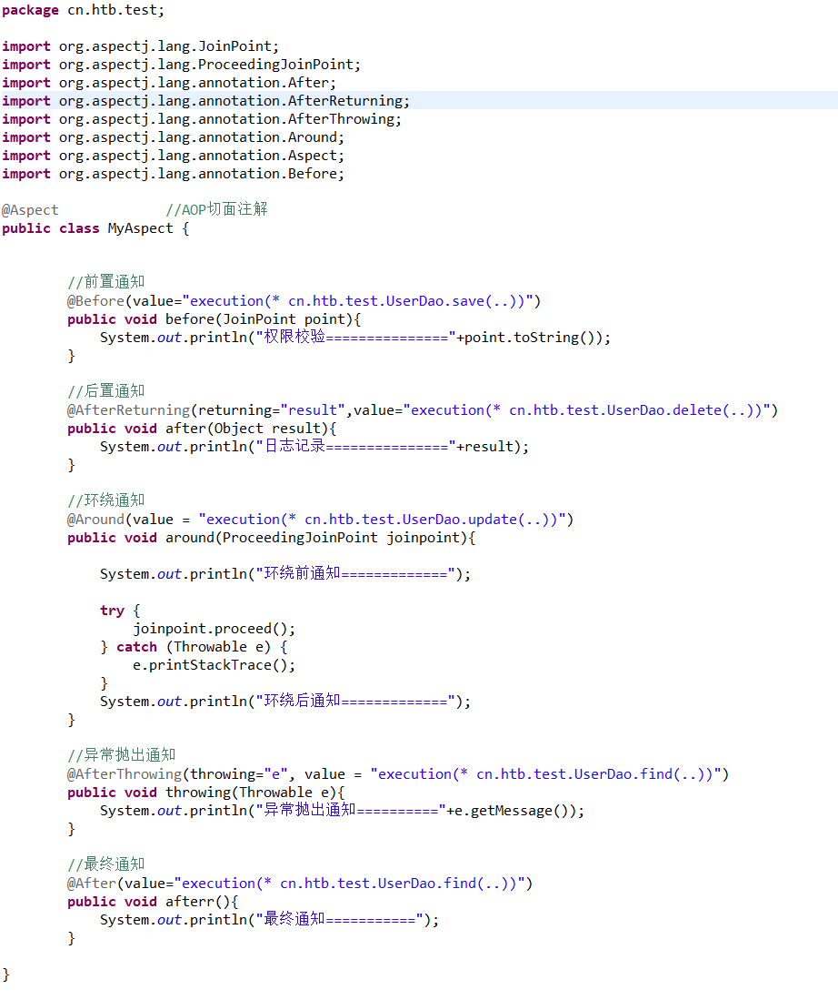 package cn.htb.test;
import org.aspectj.lang.JoinPoint;
import org.aspectj.lang.ProceedingJoinPoint;
import org.aspectj.lang.annotation.After;
import org.aspectj.lang.annotation.AfterReturning;
import org.aspectj.lang.annotation.AfterThrowing;
import org.aspectj.lang.annotation.Around;
import org.aspectj.lang.annotation.Aspect;
import org.aspectj.lang.annotation.Before;
@Aspect             //AOP切面注解
public class MyAspect {
        //前置通知
        @Before(value="execution(* cn.htb.test.UserDao.save(..))")
        public void before(JoinPoint point){
            System.out.println("权限校验==============="+point.toString());
        }
        //后置通知
        @AfterReturning(returning="result",value="execution(* cn.htb.test.UserDao.delete(..))")
        public void after(Object result){
            System.out.println("日志记录==============="+result);
        }
        //环绕通知
        @Around(value = "execution(* cn.htb.test.UserDao.update(..))")
        public void around(ProceedingJoinPoint joinpoint){
            System.out.println("环绕前通知=============");
            try {
                joinpoint.proceed();
            } catch (Throwable e) {
                e.printStackTrace();
            }
            System.out.println("环绕后通知=============");
        }
        //异常抛出通知
        @AfterThrowing(throwing="e", value = "execution(* cn.htb.test.UserDao.find(..))")
        public void throwing(Throwable e){
            System.out.println("异常抛出通知=========="+e.getMessage());
        }
        //最终通知
        @After(value="execution(* cn.htb.test.UserDao.find(..))")
        public void afterr(){
            System.out.println("最终通知===========");
        }
}